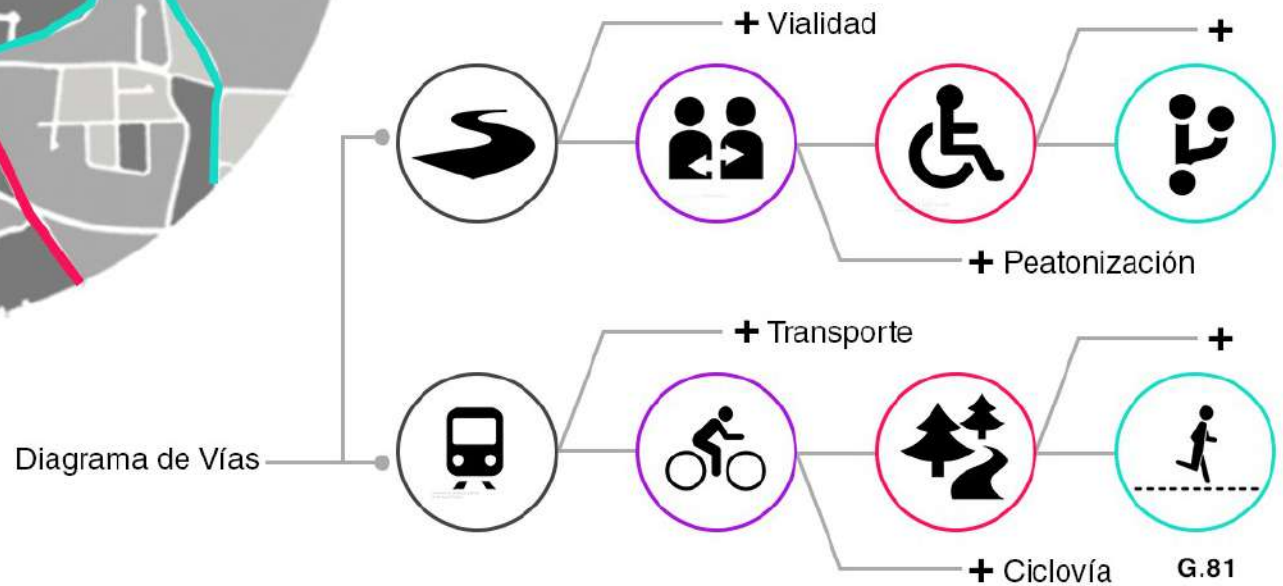 + Vialidad
+
+ Peatonización
+ Transporte
+
Diagrama de Vías
+ Ciclovía
G.81